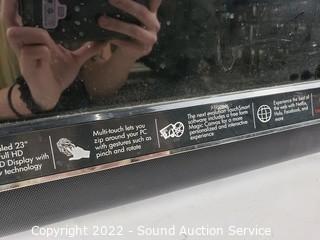 23"
Full HD
Display with
technology
Multi-touch lets you
zip around your PC
with gestures such as
pinch and rotate
The next evolution TouchSmart
software includes a free form
Magic Canvas for a more
personalized and interactive
experience.
Experience the best of
the web with Netflix,
Hulu, Facebook, and
more
Copyright 2022 - Sound Auction Service